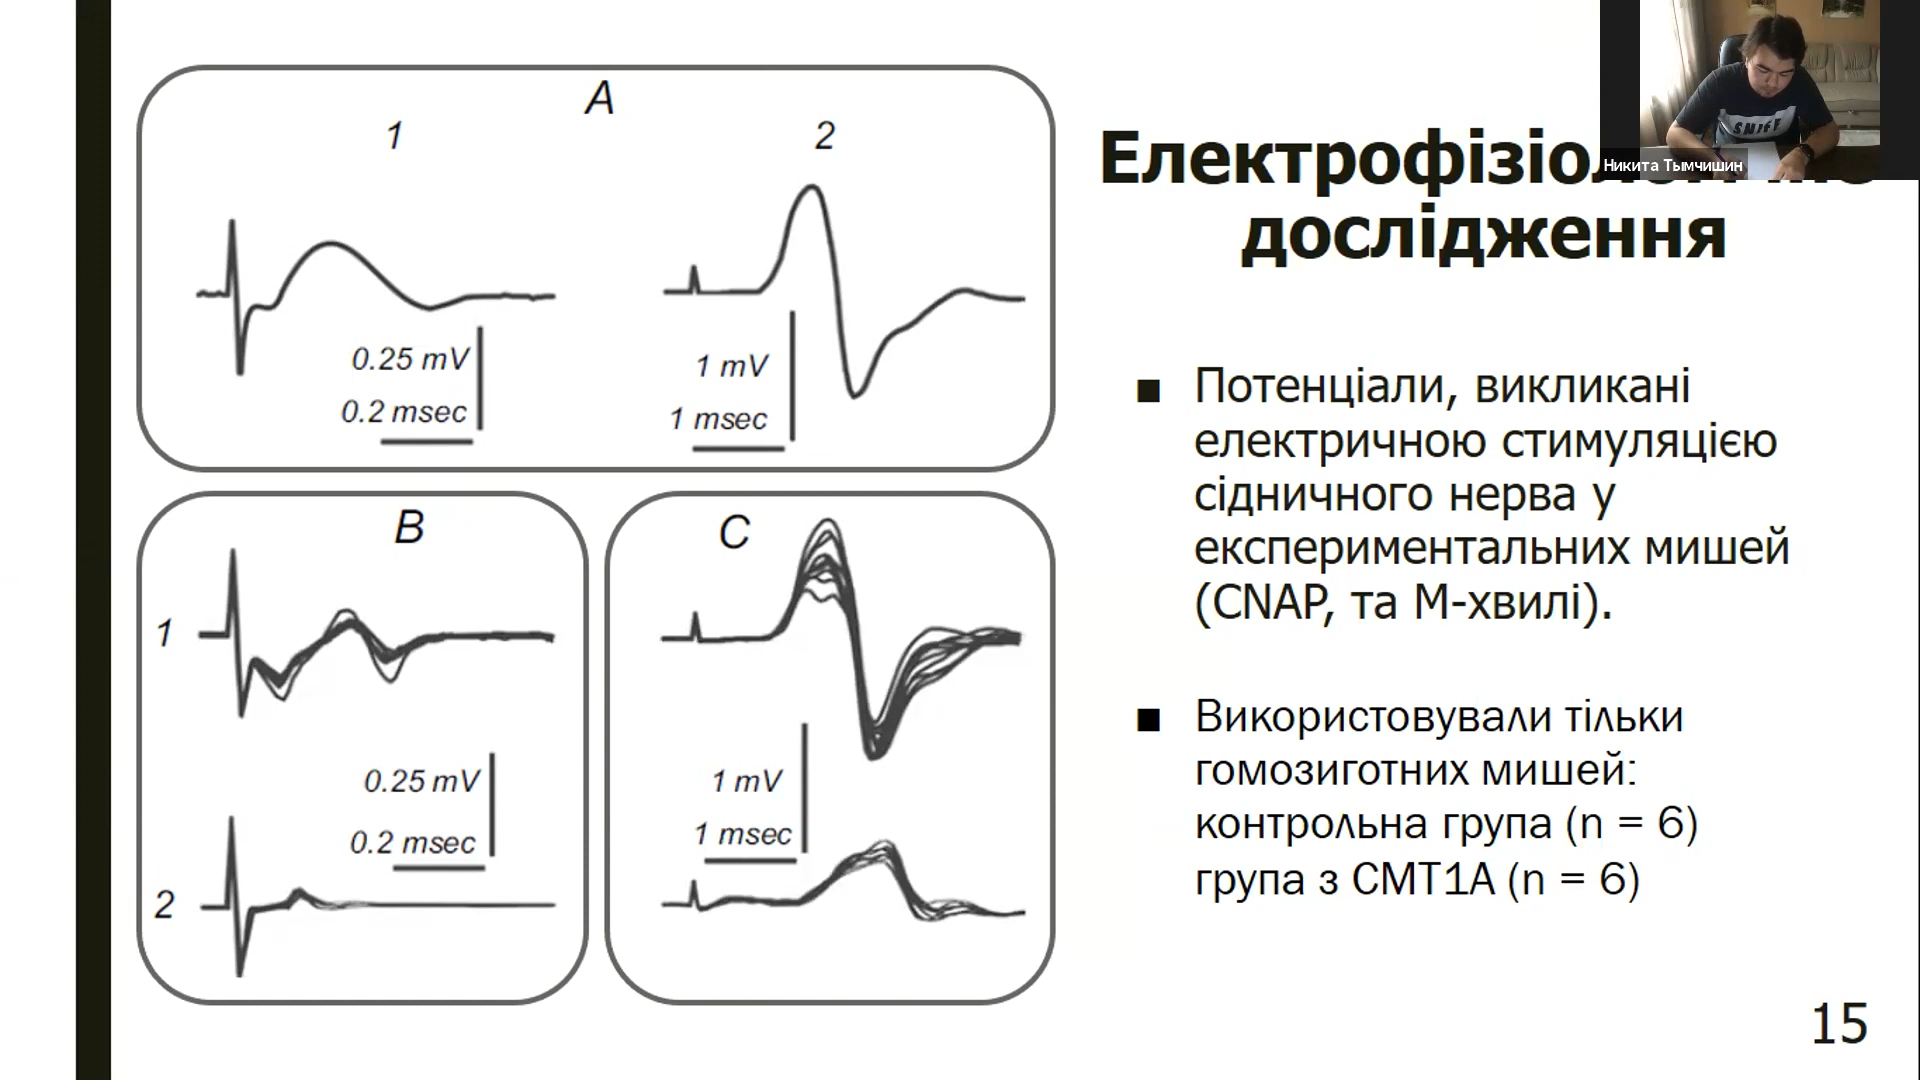 A
1
2
0.25 mV
0.2 msec
1 mV
1 msec
B
1
0.25 mV
0.2 msec
2
C
1 mV
1 msec
SNIFF
Никита Тымчишин
дослідження
■ Потенціали, викликані
електричною стимуляцією
сідничного нерва у
експериментальних мишей
(CNAP, та М-хвилі).
■ Використовували тільки
гомозиготних мишей:
контрольна група (n = 6)
група з CMT1A (n = 6)
15